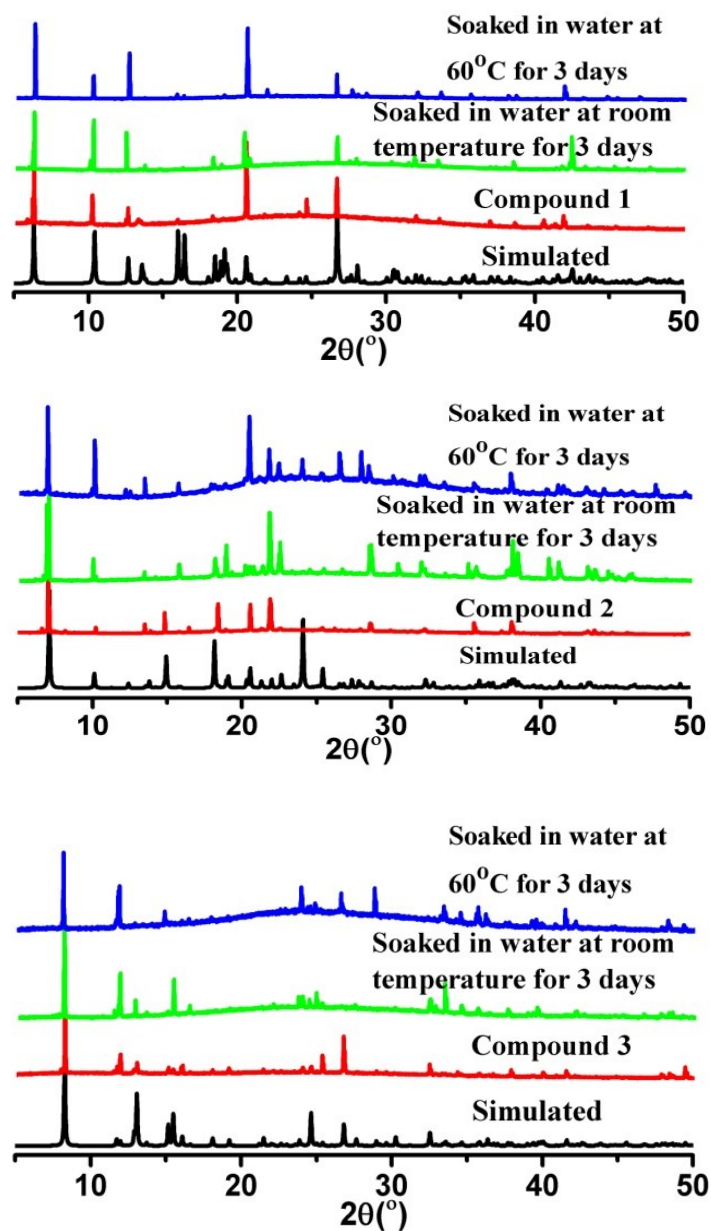 Soaked in water at
60°C for 3 days
Soaked in water at room
temperature for 3 days
Compound 1
Simulated
10 20 30 40 50
2θ(°)
Soaked in water at
60°C for 3 days
Soaked in water at room
temperature for 3 days
Compound 2
Simulated
10 20 30 40 50
2θ(°)
Soaked in water at
60°C for 3 days
Soaked in water at room
temperature for 3 days
Compound 3
Simulated
10 20 30 40 50
2θ(°)